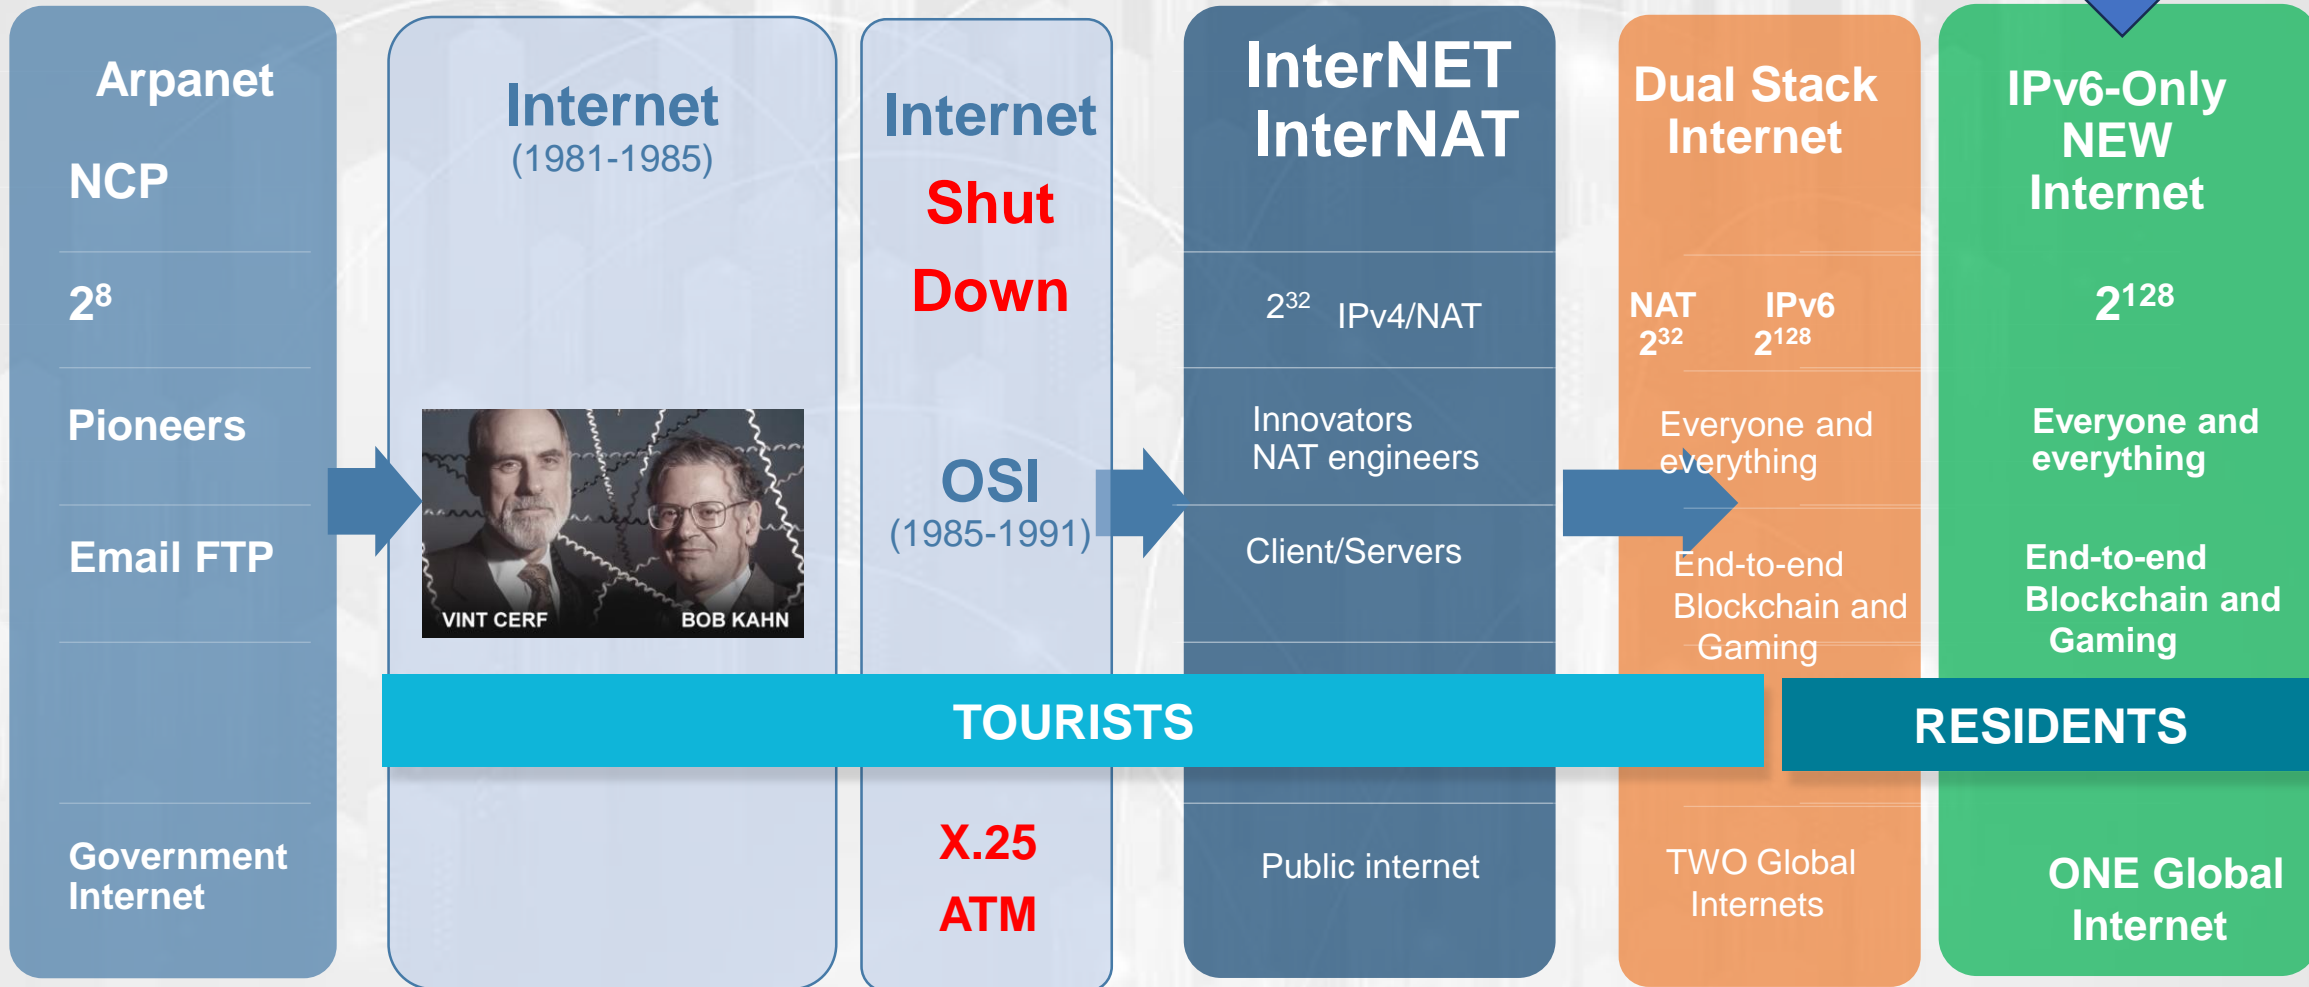 Arpanet
NCP
2⁸
Pioneers
Email FTP
Government
Internet
Internet
(1981-1985)
VINT CERF BOB KAHN
Internet
Shut
Down
OSI
(1985-1991)
X.25
ATM
InterNET
InterNAT
2³² IPv4/NAT
Innovators
NAT engineers
Client/Servers
Public internet
Dual Stack
Internet
NAT IPv6
2³² 2¹²⁸
Everyone and
everything
End-to-end
Blockchain and
Gaming
TWO Global
Internets
IPv6-Only
NEW
Internet
2¹²⁸
Everyone and
everything
End-to-end
Blockchain and
Gaming
ONE Global
Internet
TOURISTS
RESIDENTS